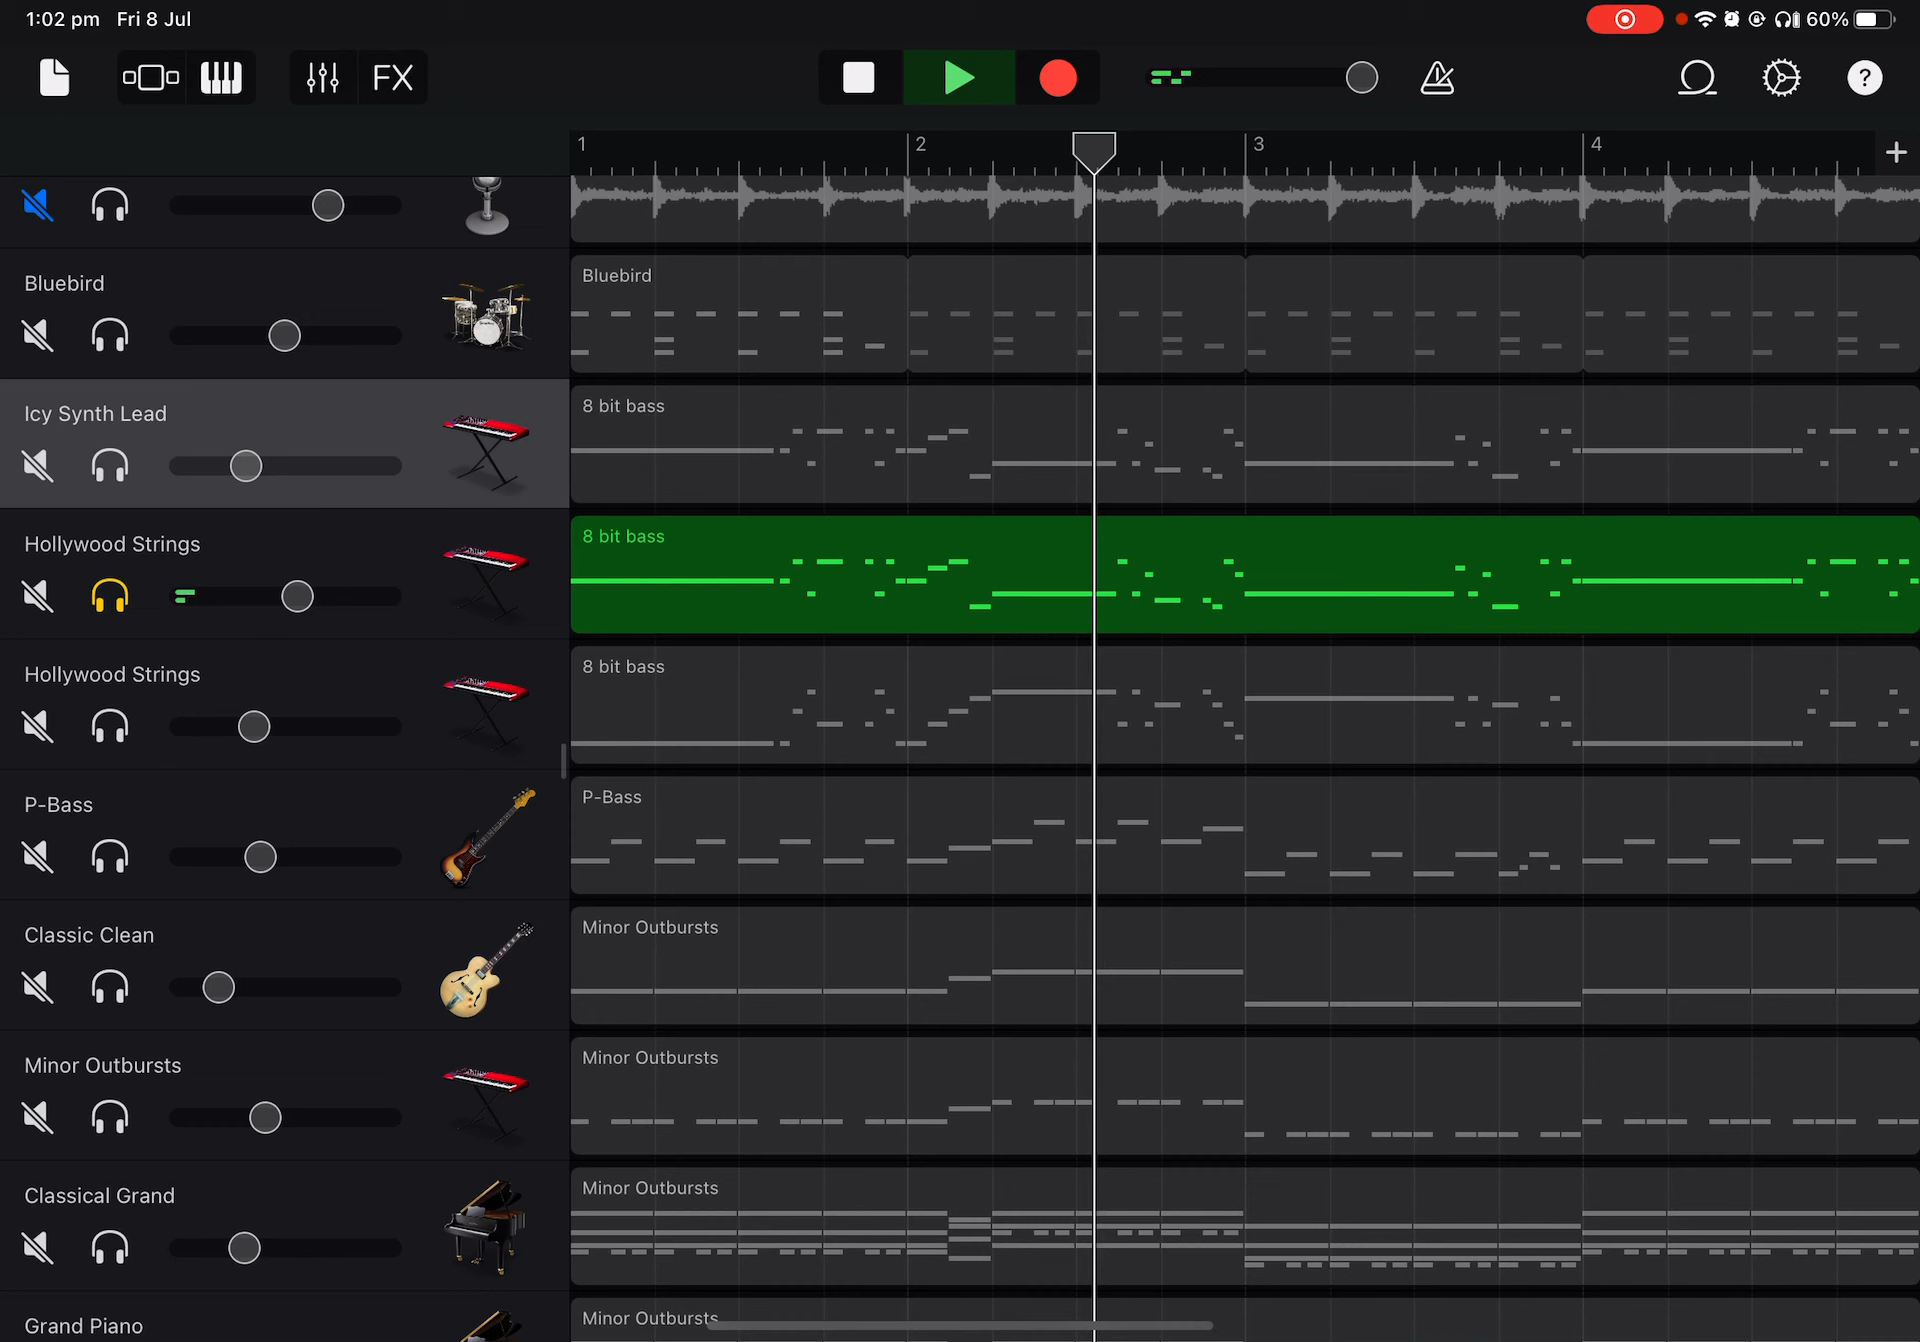 1:02 pm Fri 8 Jul
60%
FX
?
1 2 3 4
+
Bluebird
Bluebird
Icy Synth Lead
8 bit bass
Hollywood Strings
8 bit bass
Hollywood Strings
8 bit bass
P-Bass
P-Bass
Classic Clean
Minor Outbursts
Minor Outbursts
Minor Outbursts
Classical Grand
Minor Outbursts
Grand Piano
Minor Outbursts